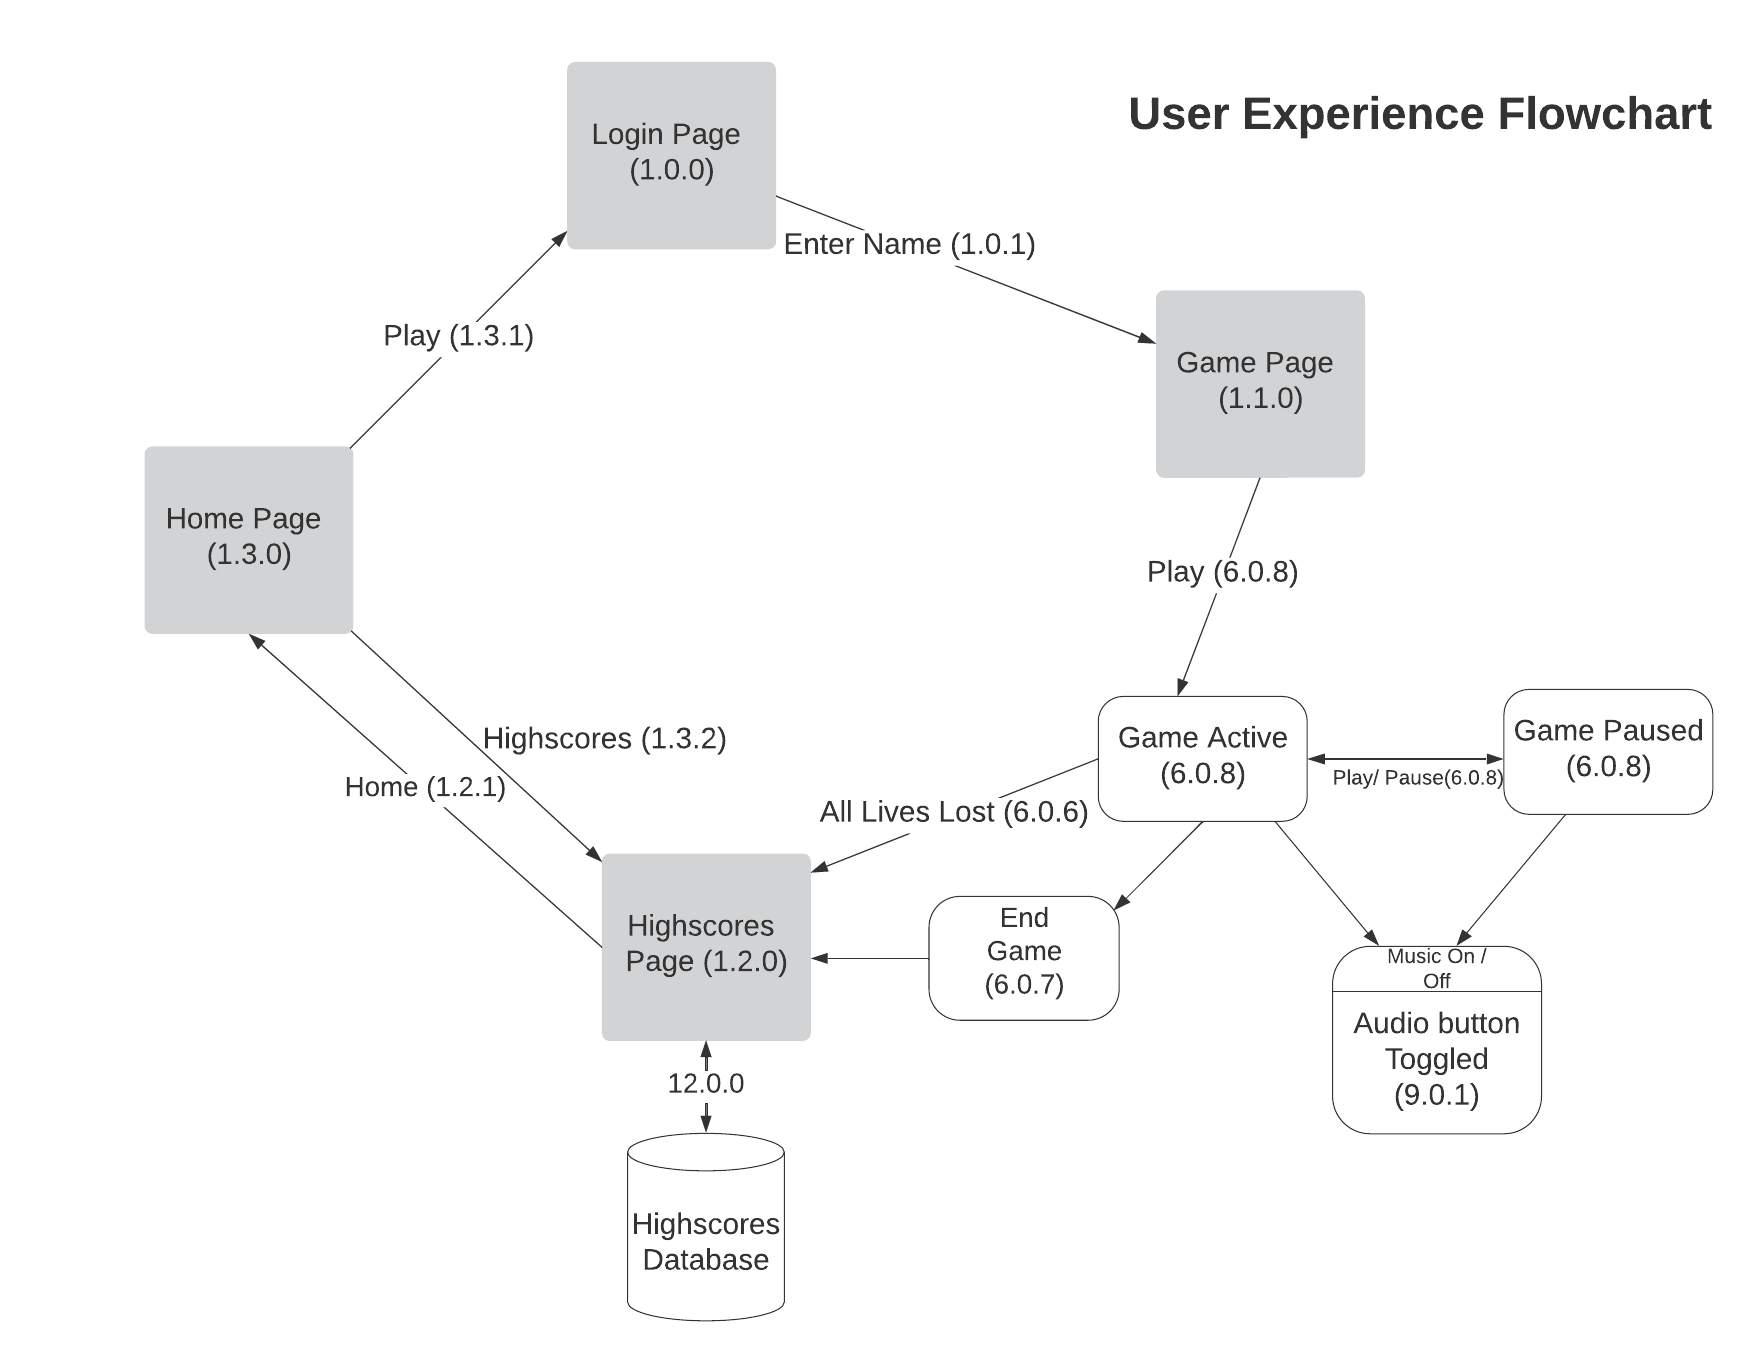 User Experience Flowchart
Login Page
(1.0.0)
Enter Name (1.0.1)
Play (1.3.1)
Game Page
(1.1.0)
Home Page
(1.3.0)
Play (6.0.8)
Highscores (1.3.2)
Home (1.2.1)
Game Active
(6.0.8)
Play/ Pause(6.0.8)
Game Paused
(6.0.8)
All Lives Lost (6.0.6)
Highscores
Page (1.2.0)
End
Game
(6.0.7)
Music On /
Off
Audio button
Toggled
(9.0.1)
12.0.0
Highscores
Database